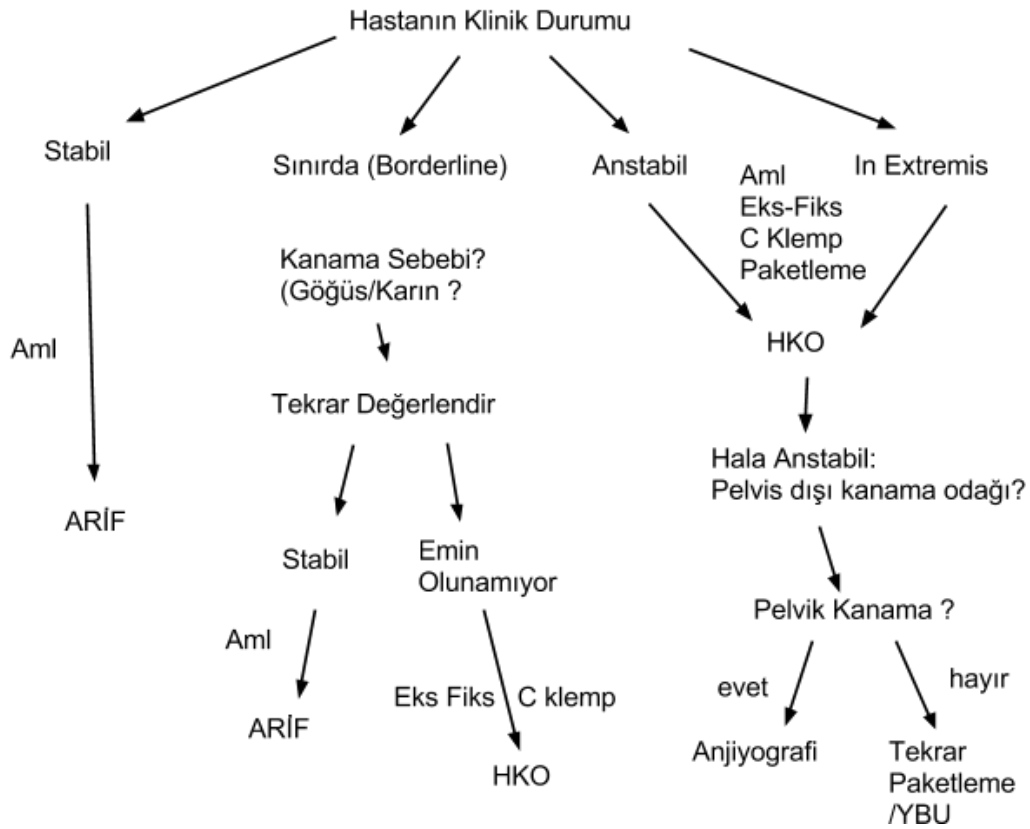 Hastanın Klinik Durumu
Stabil
Sınırda (Borderline)
Anstabil
In Extremis
Aml
Eks-Fiks
C Klemp
Paketleme
Kanama Sebebi?
(Göğüs/Karın ?
Aml
HKO
Tekrar Değerlendir
Hala Anstabil:
Pelvis dışı kanama odağı?
ARİF
Stabil
Emin
Olunamıyor
Pelvik Kanama ?
Aml
Eks Fiks
C klemp
evet
hayır
ARİF
HKO
Anjiyografi
Tekrar
Paketleme
/YBU